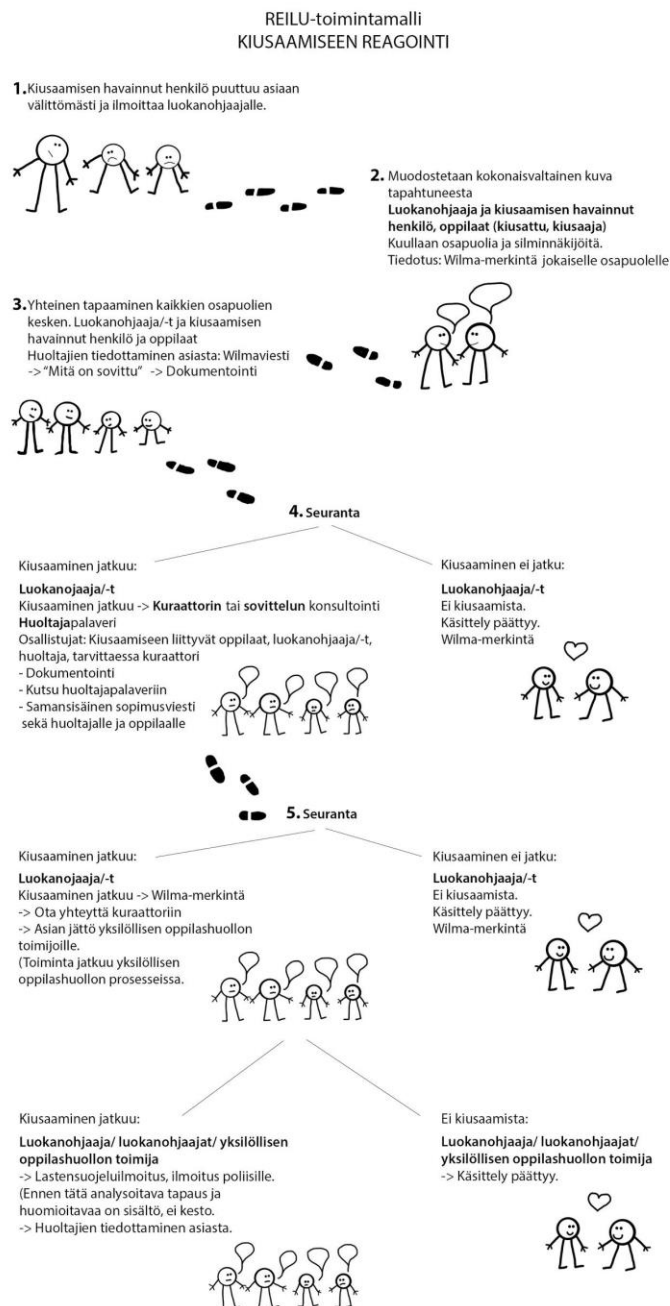 REILU-toimintamalli
KIUSAAMISEEN REAGOINTI
1. Kiusaamisen havainnut henkilö puuttuu asiaan
välittömästi ja ilmoittaa luokanohjaajalle.
2. Muodostetaan kokonaisvaltainen kuva
tapahtuneesta
Luokanohjaaja ja kiusaamisen havainnut
henkilö, oppilaat (kiusattu, kiusaaja)
Kuullaan osapuolia ja silminnäkijöitä.
Tiedotus: Wilma-merkintä jokaiselle osapuolelle
3. Yhteinen tapaaminen kaikkien osapuolien
kesken. Luokanohjaaja/-t ja kiusaamisen
havainnut henkilö ja oppilaat
Huoltajien tiedottaminen asiasta: Wilmaviesti
-> "Mitä on sovittu" -> Dokumentointi
4. Seuranta
Kiusaaminen jatkuu:
Luokanojaaja/-t
Kiusaaminen jatkuu -> Kuraattorin tai sovittelun konsultointi
Huoltajapalaveri
Osallistujat: Kiusaamiseen liittyvät oppilaat, luokanohjaaja/-t,
huoltaja, tarvittaessa kuraattori
- Dokumentointi
- Kutsu huoltajapalaveriin
- Samansisäinen sopimusviesti
sekä huoltajalle ja oppilaalle
Kiusaaminen ei jatku:
Luokanohjaaja/-t
Ei kiusaamista.
Käsittely päättyy.
Wilma-merkintä
5. Seuranta
Kiusaaminen jatkuu:
Luokanojaaja/-t
Kiusaaminen jatkuu -> Wilma-merkintä
-> Ota yhteyttä kuraattoriin
-> Asian jättö yksilöllisen oppilashuollon
toimijoille.
(Toiminta jatkuu yksilöllisen
oppilashuollon prosesseissa.
Kiusaaminen ei jatku:
Luokanohjaaja/-t
Ei kiusaamista.
Käsittely päättyy.
Wilma-merkintä
Kiusaaminen jatkuu:
Luokanohjaaja/ luokanohjaajat/ yksilöllisen
oppilashuollon toimija
-> Lastensuojeluilmoitus, ilmoitus poliisille.
(Ennen tätä analysoitava tapaus ja
huomioitavaa on sisältö, ei kesto.
-> Huoltajien tiedottaminen asiasta.
Ei kiusaamista:
Luokanohjaaja/ luokanohjaajat/
yksilöllisen oppilashuollon toimija
-> Käsittely päättyy.